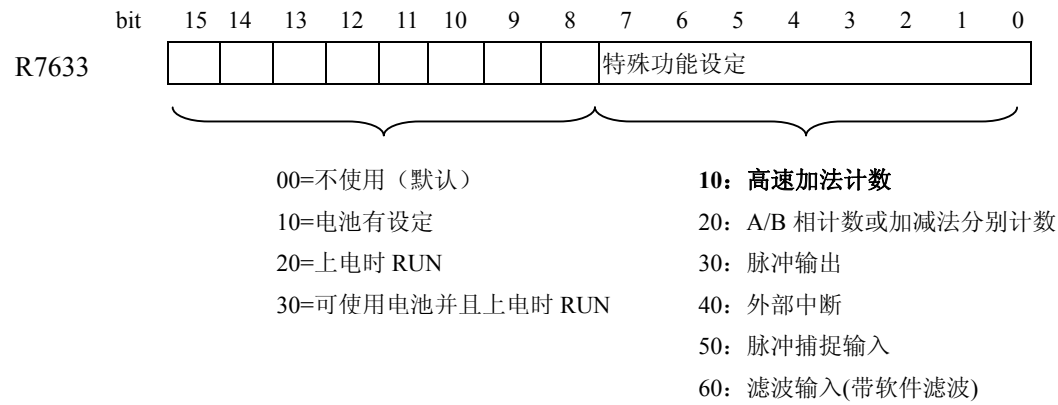 bit 15 14 13 12 11 10 9 8 7 6 5 4 3 2 1 0
R7633 特殊功能设定
00=不使用（默认） 10：高速加法计数
10=电池有设定 20：A/B 相计数或加减法分别计数
20=上电时 RUN 30：脉冲输出
30=可使用电池并且上电时 RUN 40：外部中断
50：脉冲捕捉输入
60：滤波输入(带软件滤波)